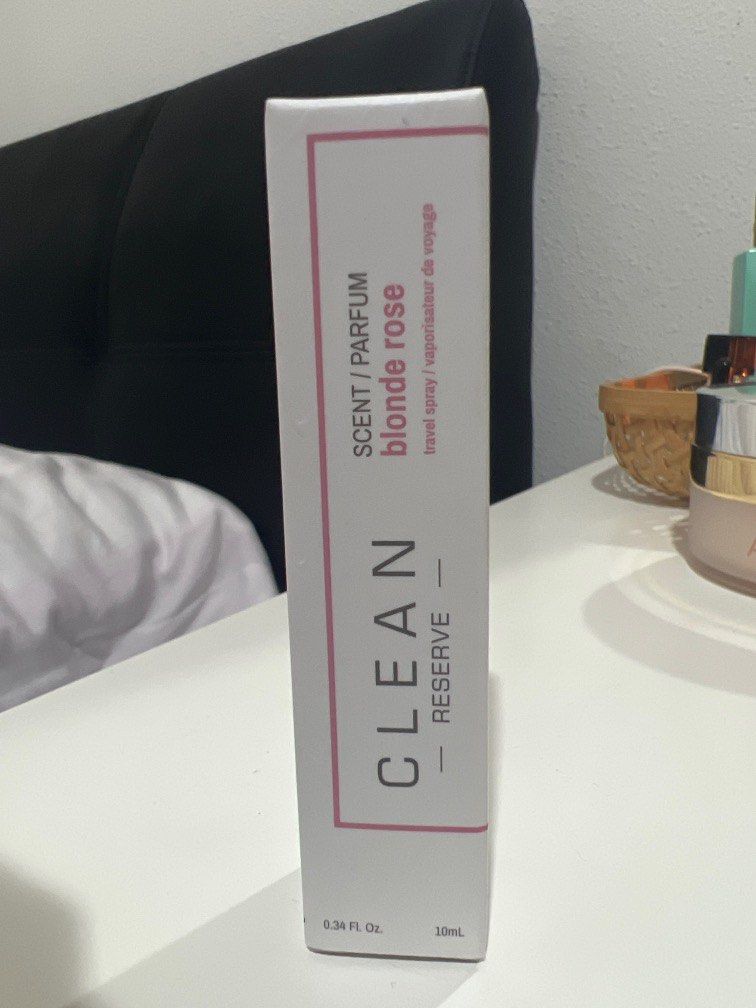 SCENT / PARFUM
blonde rose
travel spray / vaporisateur de voyage
CLEAN
— RESERVE —
0.34 Fl. Oz.
10mL